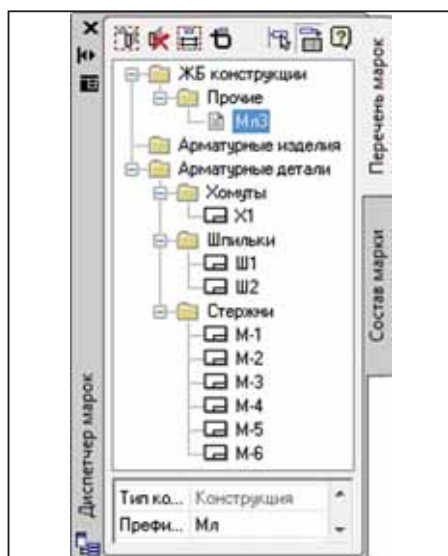 ЖБ конструкции
Прочие
Мл3
Арматурные изделия
Арматурные детали
Хомуты
Х1
Шпильки
Ш1
Ш2
Стержни
М-1
М-2
М-3
М-4
М-5
М-6
Тип ко... Конструкция
Префи... Мл
Диспетчер марок
Перечень марок
Состав марки